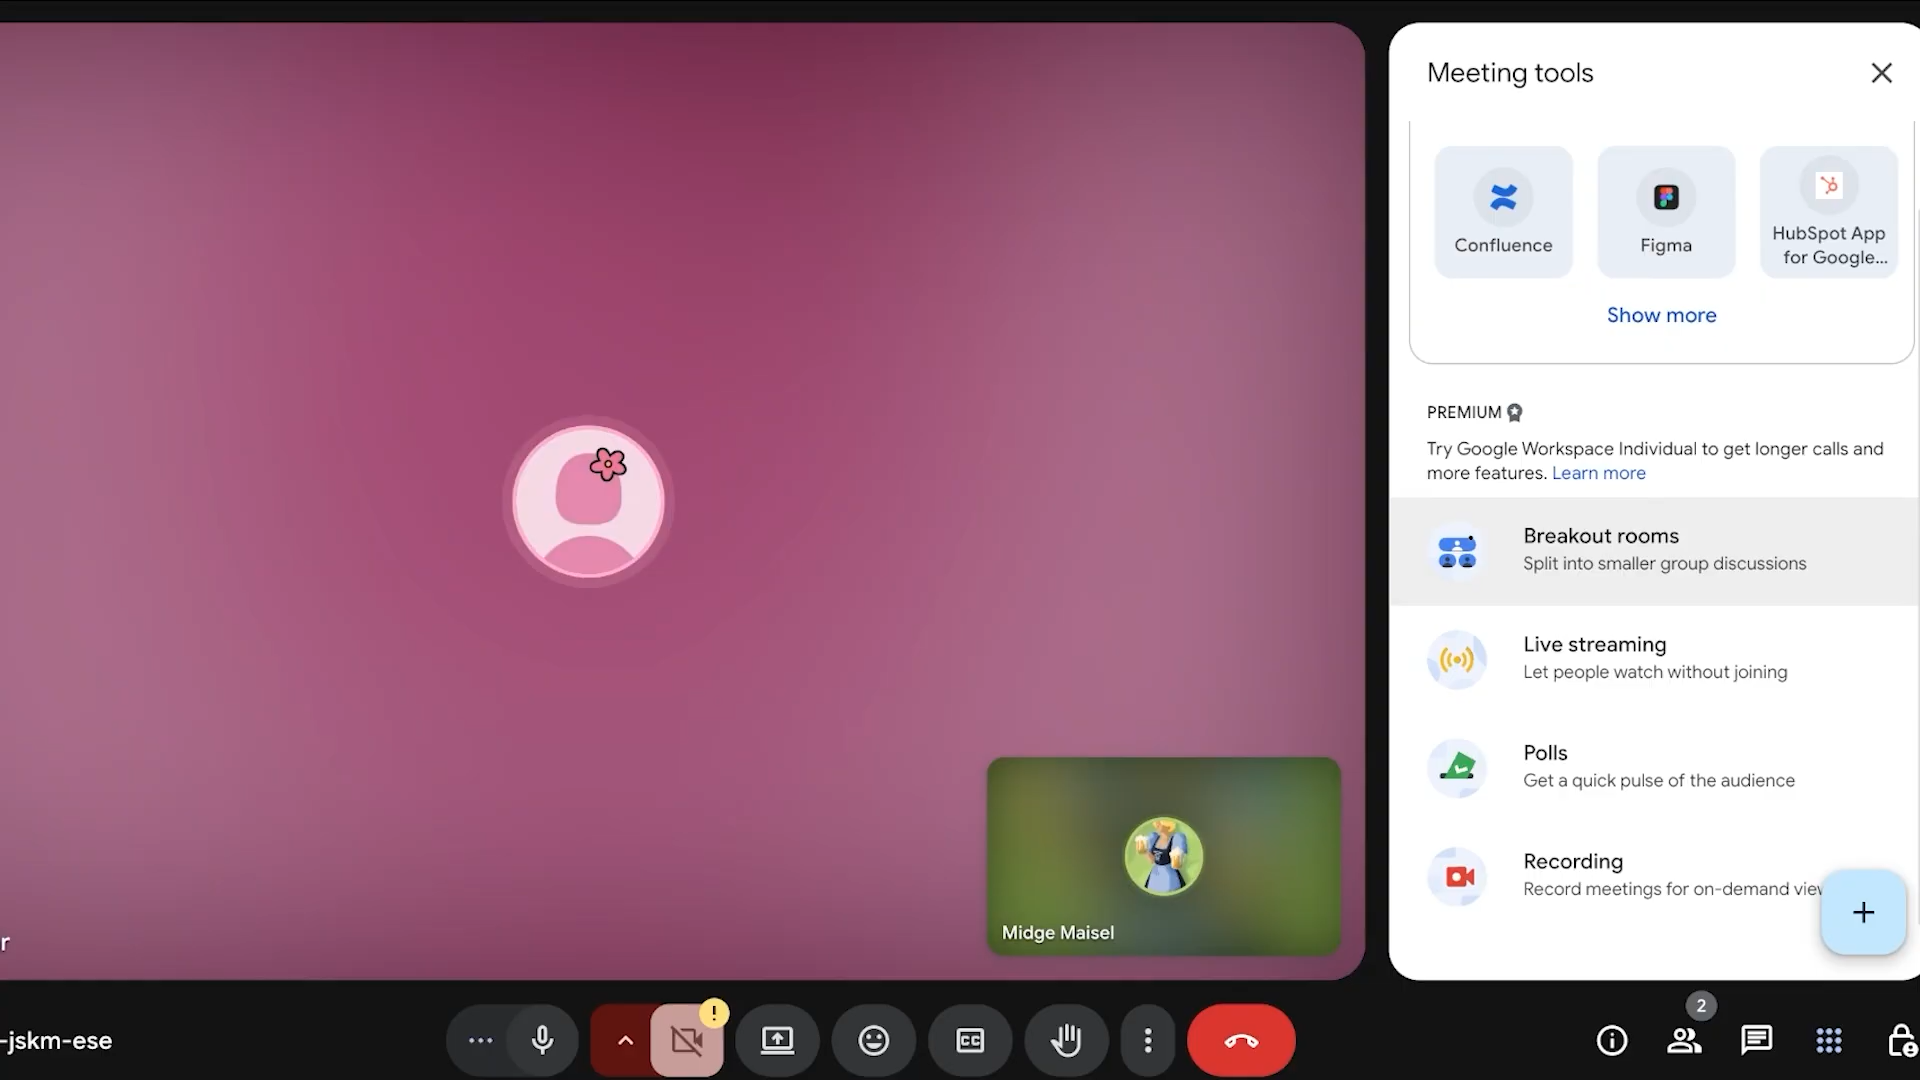 Meeting tools
Confluence
Figma
HubSpot App
for Google...
Show more
PREMIUM
Try Google Workspace Individual to get longer calls and
more features. Learn more
Breakout rooms
Split into smaller group discussions
Live streaming
Let people watch without joining
Polls
Get a quick pulse of the audience
Recording
Record meetings for on-demand
+
Midge Maisel
r
2
!
CC
-jskm-ese